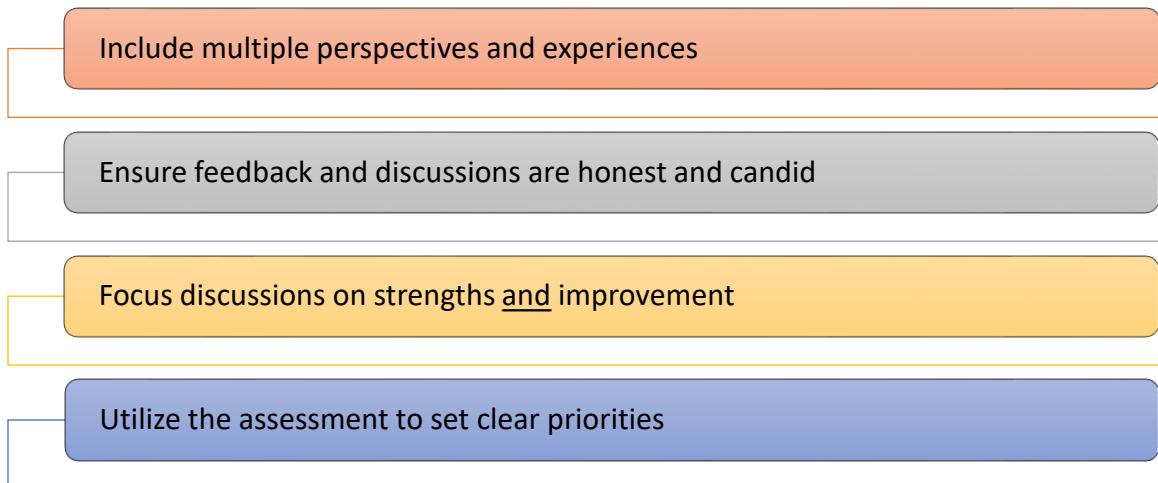 Include multiple perspectives and experiences
Ensure feedback and discussions are honest and candid
Focus discussions on strengths and improvement
Utilize the assessment to set clear priorities